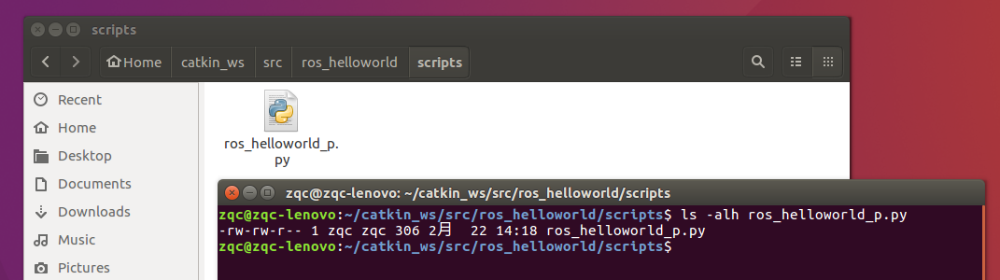 scripts
Home catkin_ws src ros_helloworld scripts
Recent
Home
Desktop
Documents
Downloads
Music
Pictures
ros_helloworld_p.
py
zqc@zqc-lenovo: ~/catkin_ws/src/ros_helloworld/scripts
zqc@zqc-lenovo:~/catkin_ws/src/ros_helloworld/scripts$ ls -alh ros_helloworld_p.py
-rw-rw-r-- 1 zqc zqc 306 2月  22 14:18 ros_helloworld_p.py
zqc@zqc-lenovo:~/catkin_ws/src/ros_helloworld/scripts$